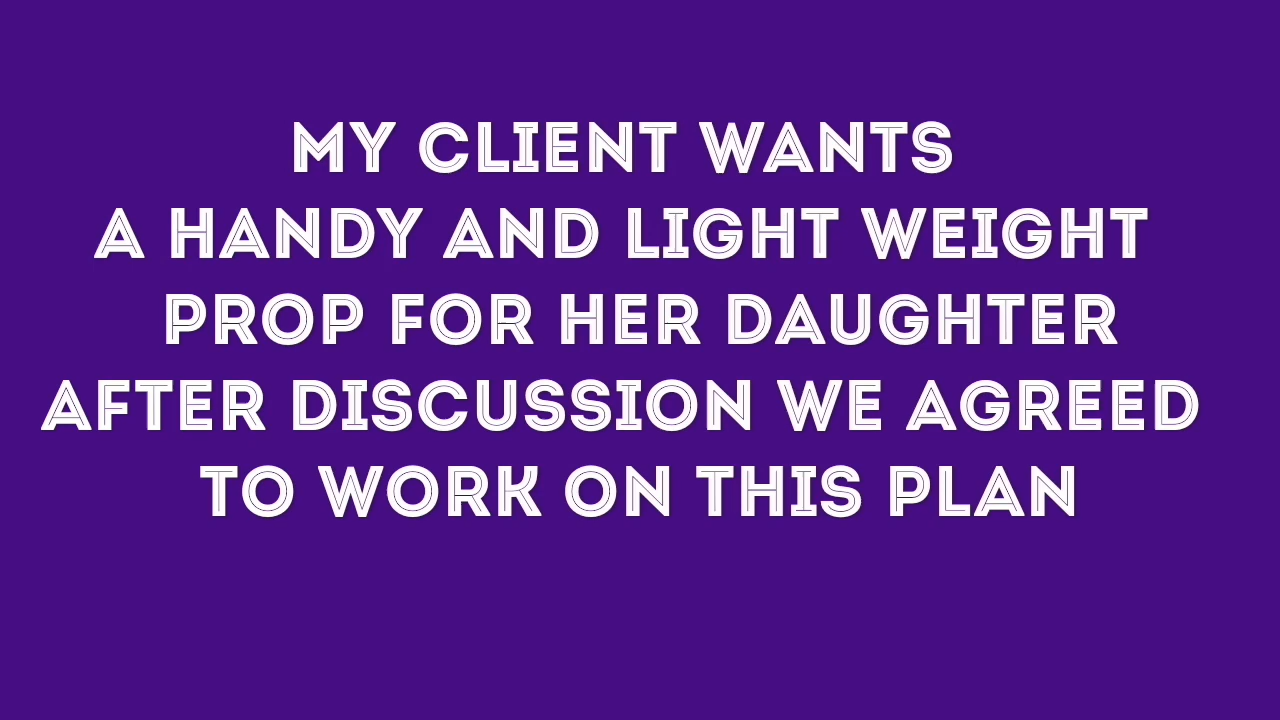 MY CLIENT WANTS
A HANDY AND LIGHT WEIGHT
PROP FOR HER DAUGHTER
AFTER DISCUSSION WE AGREED
TO WORK ON THIS PLAN